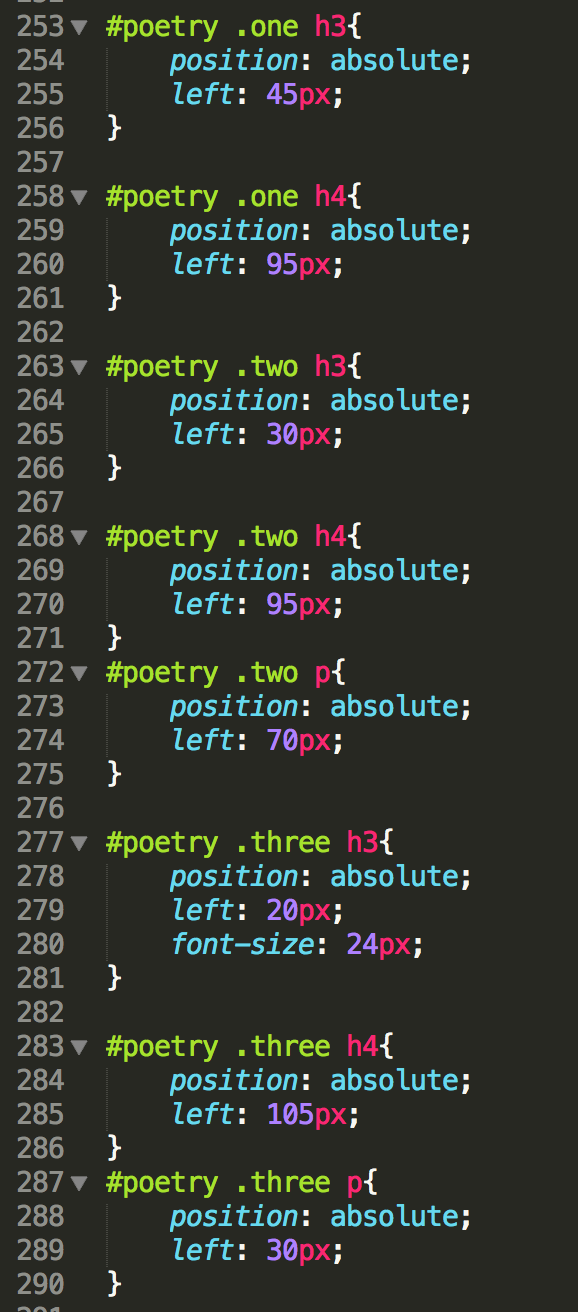 253 ▼ #poetry .one h3{
254     position: absolute;
255     left: 45px;
256 }
257
258 ▼ #poetry .one h4{
259     position: absolute;
260     left: 95px;
261 }
262
263 ▼ #poetry .two h3{
264     position: absolute;
265     left: 30px;
266 }
267
268 ▼ #poetry .two h4{
269     position: absolute;
270     left: 95px;
271 }
272 ▼ #poetry .two p{
273     position: absolute;
274     left: 70px;
275 }
276
277 ▼ #poetry .three h3{
278     position: absolute;
279     left: 20px;
280     font-size: 24px;
281 }
282
283 ▼ #poetry .three h4{
284     position: absolute;
285     left: 105px;
286 }
287 ▼ #poetry .three p{
288     position: absolute;
289     left: 30px;
290 }